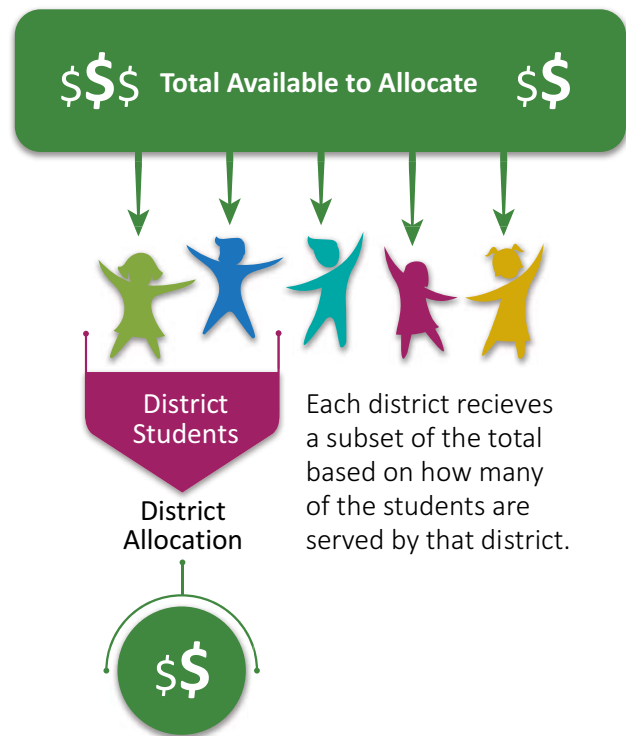 $$$ Total Available to Allocate $$
District
Students
Each district recieves
a subset of the total
based on how many
of the students are
served by that district.
District
Allocation
$$